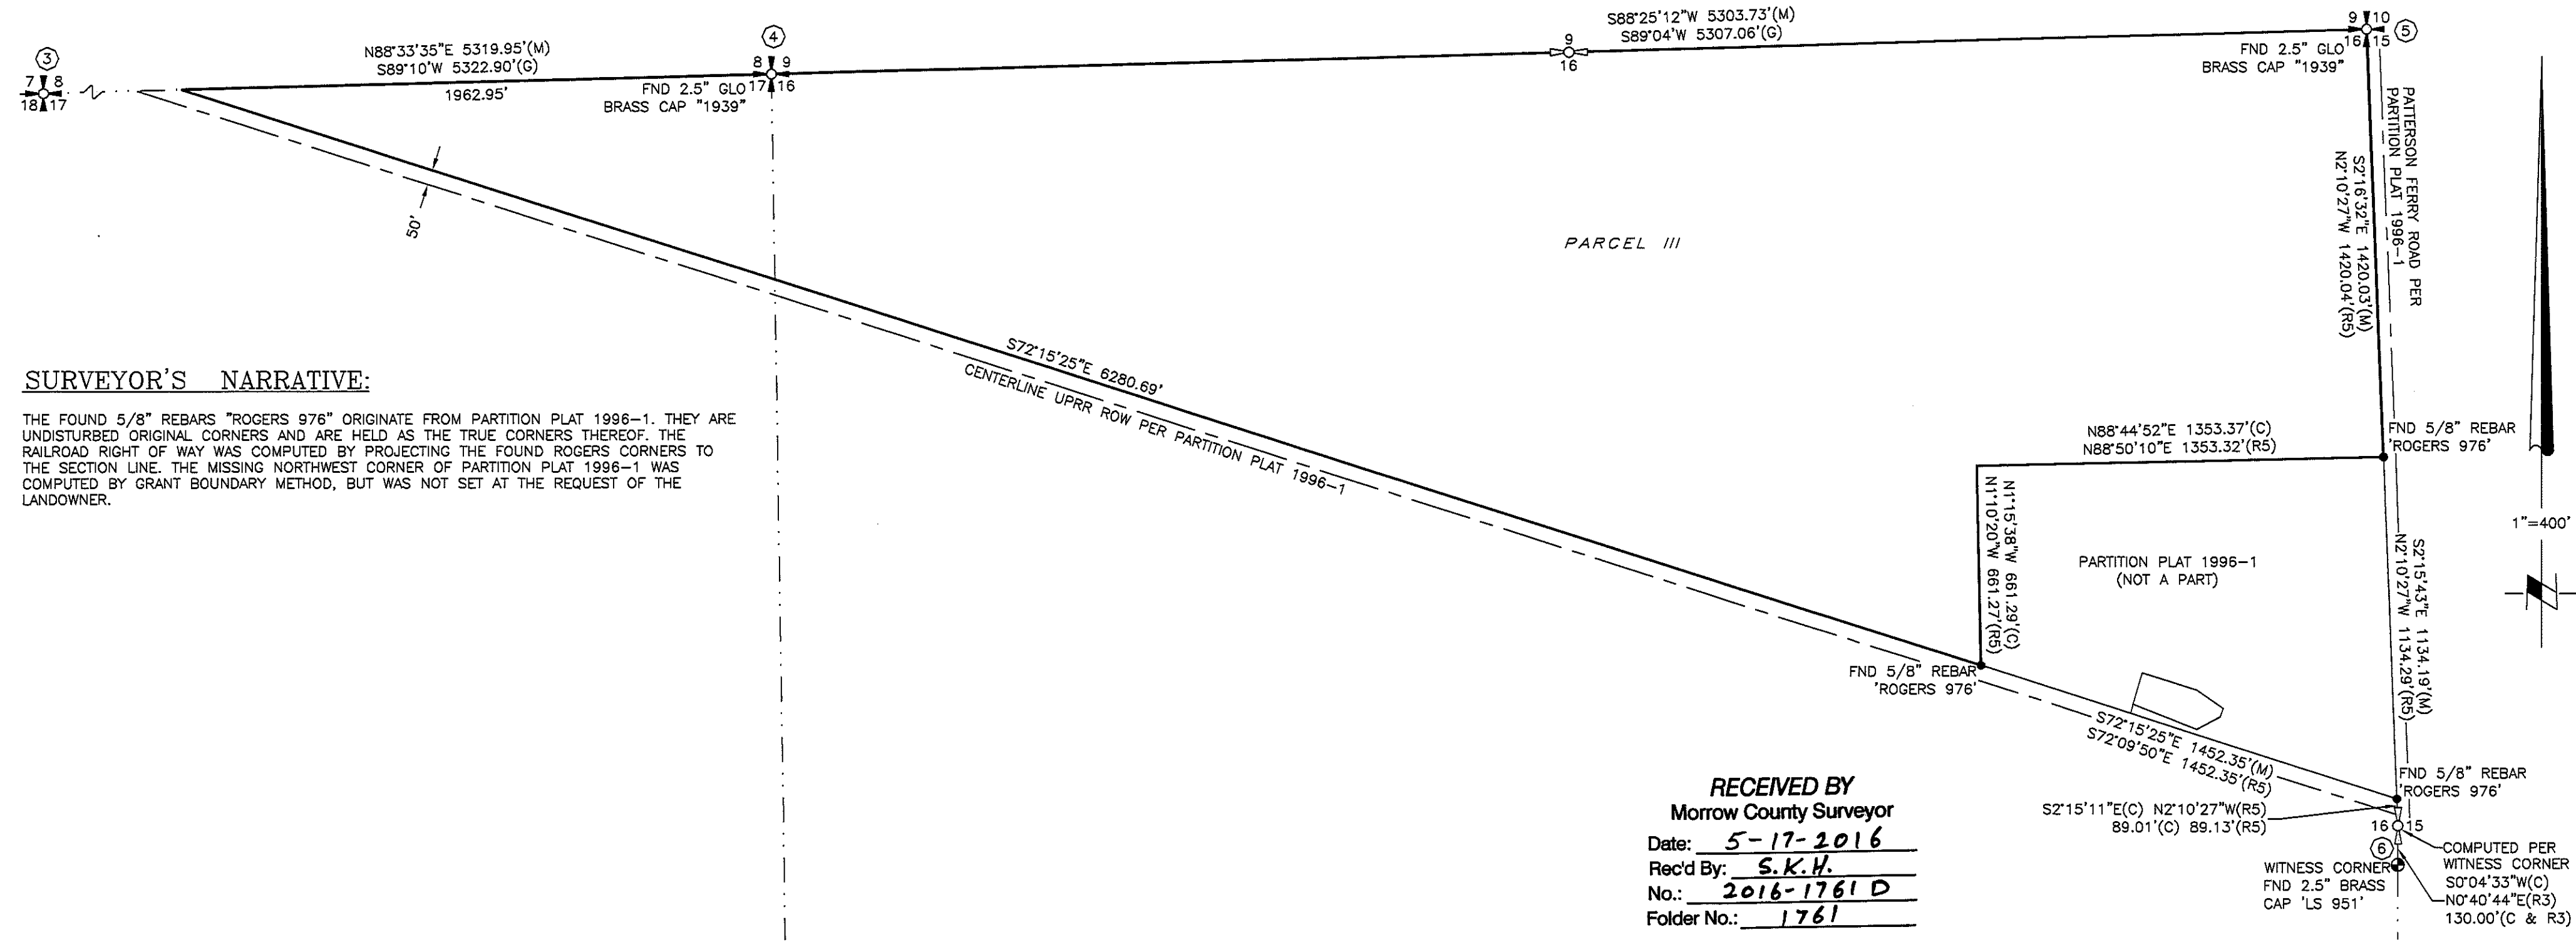 S88°25'12"W 5303.73'(M)
S89°04'W 5307.06'(G)
3
7 8
18 17
N88°33'35"E 5319.95'(M)
S89°10'W 5322.90'(G)
1962.95'
4
8 9
17 16
FND 2.5" GLO
BRASS CAP "1939"
9
16
9 10
16 15
5
FND 2.5" GLO
BRASS CAP "1939"
PATTERSON FERRY ROAD PER
PARTITION PLAT 1996-1
S2°16'32"E 1420.03'(M)
N2°10'27"W 1420.04'(R5)
50'
PARCEL III
S72°15'25"E 6280.69'
CENTERLINE UPRR ROW PER PARTITION PLAT 1996-1
SURVEYOR'S NARRATIVE:
THE FOUND 5/8" REBARS "ROGERS 976" ORIGINATE FROM PARTITION PLAT 1996-1. THEY ARE
UNDISTURBED ORIGINAL CORNERS AND ARE HELD AS THE TRUE CORNERS THEREOF. THE
RAILROAD RIGHT OF WAY WAS COMPUTED BY PROJECTING THE FOUND ROGERS CORNERS TO
THE SECTION LINE. THE MISSING NORTHWEST CORNER OF PARTITION PLAT 1996-1 WAS
COMPUTED BY GRANT BOUNDARY METHOD, BUT WAS NOT SET AT THE REQUEST OF THE
LANDOWNER.
N88°44'52"E 1353.37'(C)
N88°50'10"E 1353.32'(R5)
FND 5/8" REBAR
'ROGERS 976'
N1°15'38"W 661.29'(C)
N1°10'20"W 661.27'(R5)
PARTITION PLAT 1996-1
(NOT A PART)
S2°15'43"E 1134.19'(M)
N2°10'27"W 1134.29'(R5)
1"=400'
N
FND 5/8" REBAR
'ROGERS 976'
S72°15'25"E 1452.35'(M)
S72°09'50"E 1452.35'(R5)
FND 5/8" REBAR
'ROGERS 976'
S2°15'11"E(C) N2°10'27"W(R5)
89.01'(C) 89.13'(R5)
16 15
6
WITNESS CORNER
FND 2.5" BRASS
CAP 'LS 951'
COMPUTED PER
WITNESS CORNER
S0°04'33"W(C)
N0°40'44"E(R3)
130.00'(C & R3)
RECEIVED BY
Morrow County Surveyor
Date: 5-17-2016
Rec'd By: S.K.H.
No.: 2016-1761 D
Folder No.: 1761